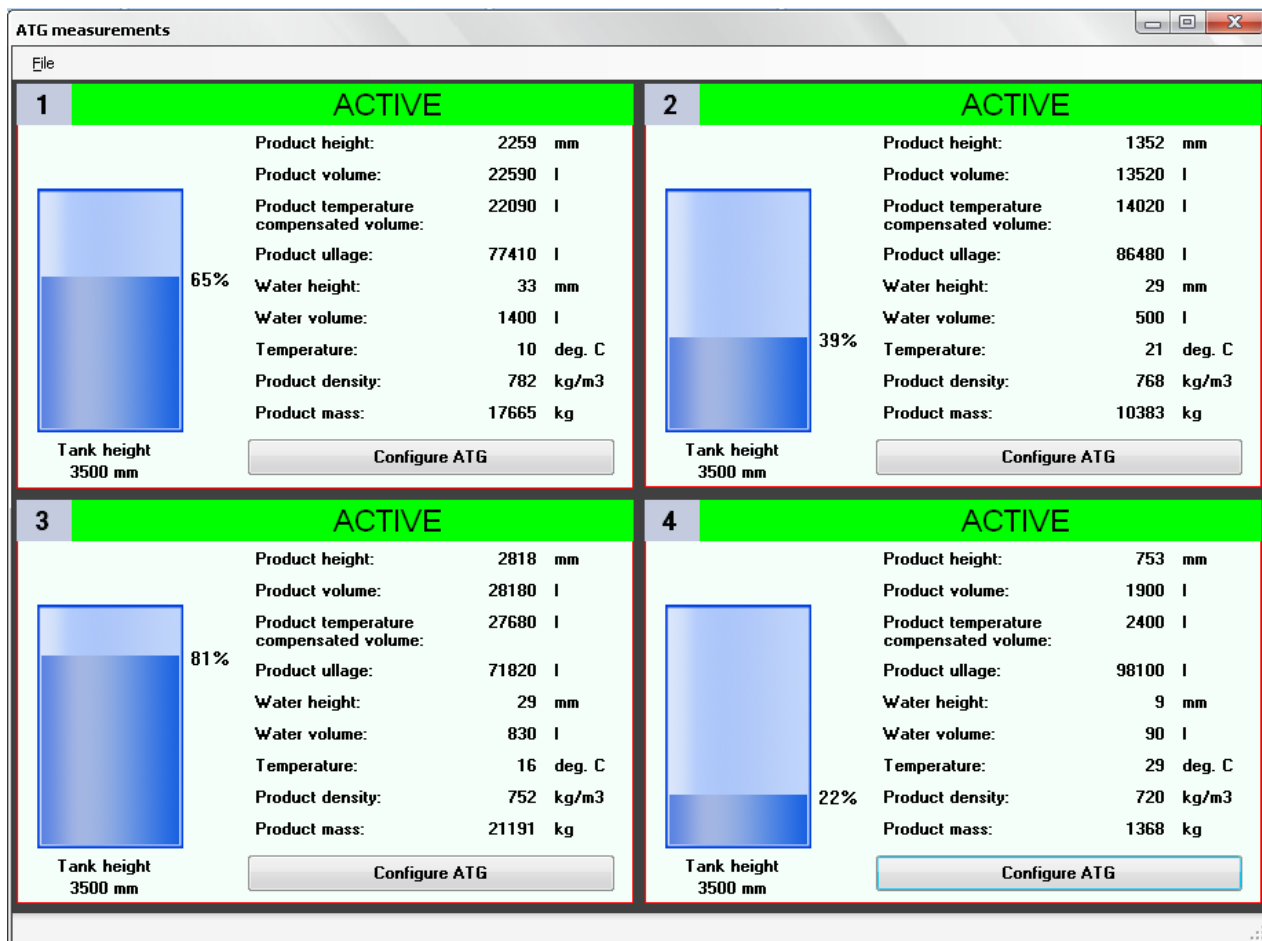 ATG measurements
File
1 ACTIVE
Product height: 2259 mm
Product volume: 22590 l
Product temperature compensated volume: 22090 l
Product ullage: 77410 l
65%
Water height: 33 mm
Water volume: 1400 l
Temperature: 10 deg. C
Product density: 782 kg/m3
Product mass: 17665 kg
Tank height
3500 mm
Configure ATG
2 ACTIVE
Product height: 1352 mm
Product volume: 13520 l
Product temperature compensated volume: 14020 l
Product ullage: 86480 l
Water height: 29 mm
Water volume: 500 l
39%
Temperature: 21 deg. C
Product density: 768 kg/m3
Product mass: 10383 kg
Tank height
3500 mm
Configure ATG
3 ACTIVE
Product height: 2818 mm
Product volume: 28180 l
Product temperature compensated volume: 27680 l
81%
Product ullage: 71820 l
Water height: 29 mm
Water volume: 830 l
Temperature: 16 deg. C
Product density: 752 kg/m3
Product mass: 21191 kg
Tank height
3500 mm
Configure ATG
4 ACTIVE
Product height: 753 mm
Product volume: 1900 l
Product temperature compensated volume: 2400 l
Product ullage: 98100 l
Water height: 9 mm
Water volume: 90 l
Temperature: 29 deg. C
22%
Product density: 720 kg/m3
Product mass: 1368 kg
Tank height
3500 mm
Configure ATG